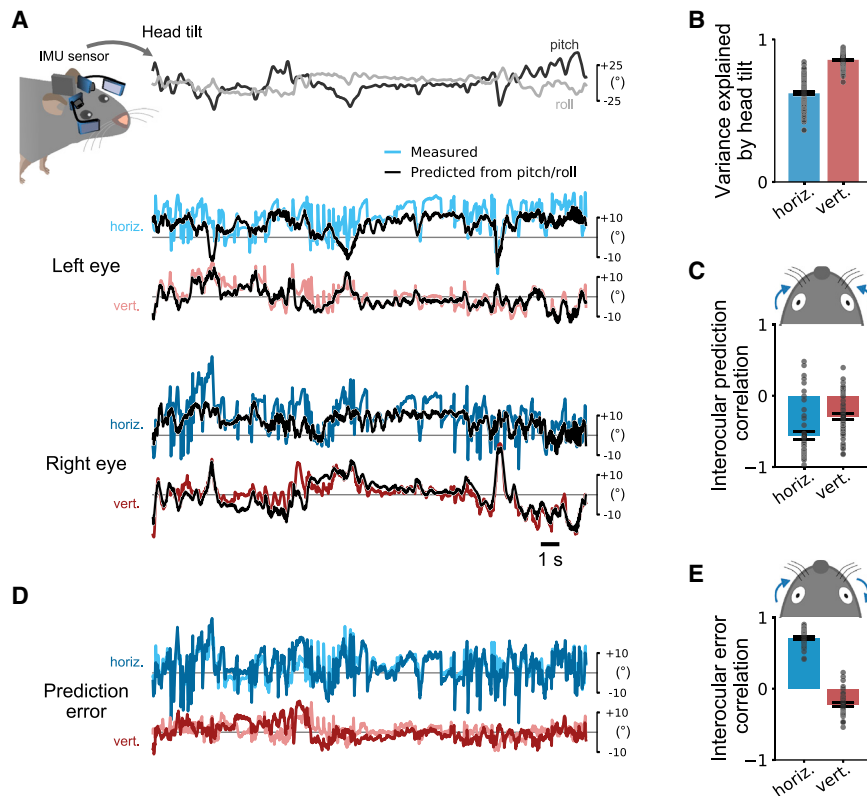 A
Head tilt
IMU sensor
pitch
+25
(°)
-25
roll
Measured
Predicted from pitch/roll
horiz.
+10
(°)
-10
Left eye
vert.
+10
(°)
-10
horiz.
+10
(°)
-10
Right eye
vert.
+10
(°)
-10
1 s
B
Variance explained
by head tilt
1
0
horiz.
vert.
C
Interocular prediction
correlation
1
0
−1
horiz.
vert.
D
horiz.
+10
(°)
-10
Prediction
error
vert.
+10
(°)
-10
E
Interocular error
correlation
1
0
−1
horiz.
vert.